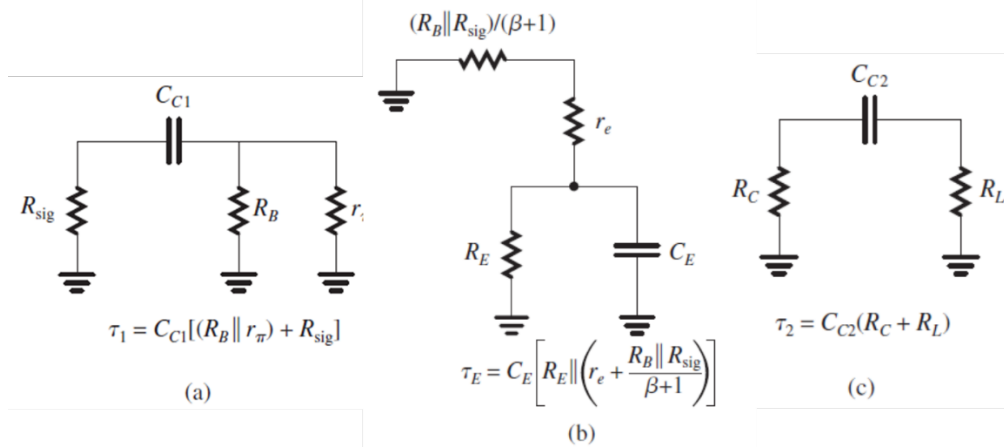 (R_B||R_sig)/(β+1)
C_C1
R_sig
R_B
r_e
R_E
C_E
C_C2
R_C
R_L
τ_1 = C_C1[(R_B || r_π) + R_sig]
(a)
τ_E = C_E[R_E||(r_e + (R_B || R_sig)/(β+1))]
(b)
τ_2 = C_C2(R_C + R_L)
(c)